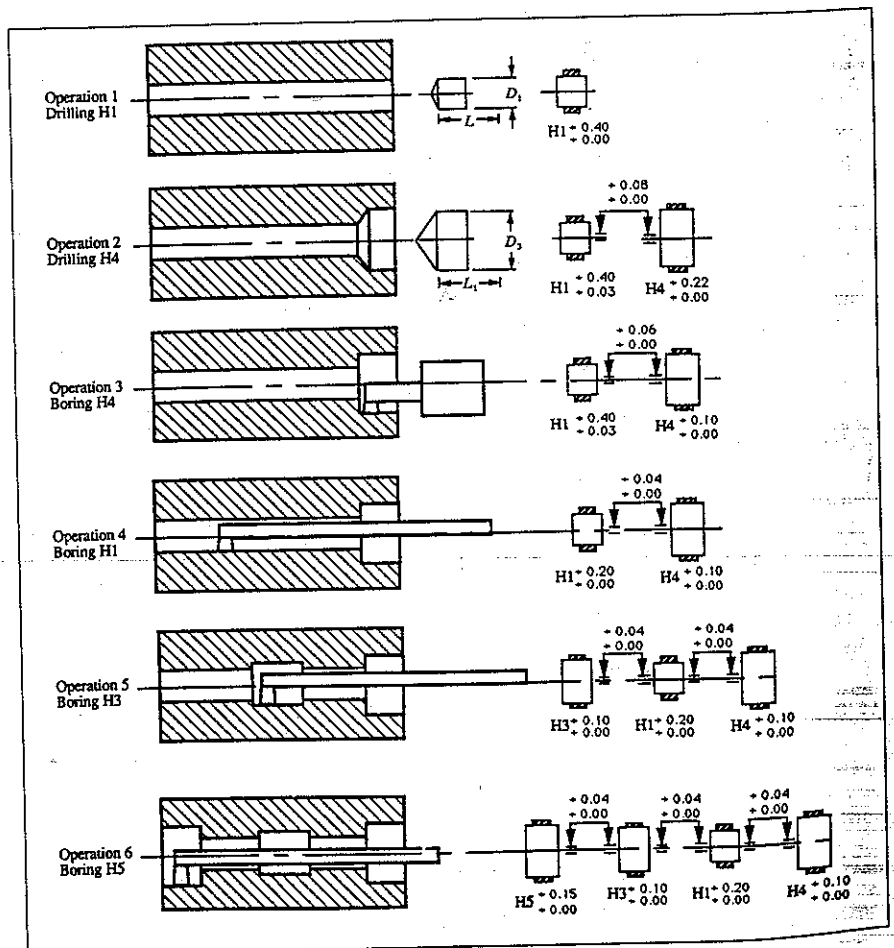 Operation 1
Drilling H1
D₁
L
H1 + 0.40
+ 0.00
Operation 2
Drilling H4
D₃
L₁
+ 0.08
+ 0.00
H1 + 0.40
+ 0.03
H4 + 0.22
+ 0.00
Operation 3
Boring H4
+ 0.06
+ 0.00
H1 + 0.40
+ 0.03
H4 + 0.10
+ 0.00
Operation 4
Boring H1
+ 0.04
+ 0.00
H1 + 0.20
+ 0.00
H4 + 0.10
+ 0.00
Operation 5
Boring H3
+ 0.04
+ 0.00
+ 0.04
+ 0.00
H3 + 0.10
+ 0.00
H1 + 0.20
+ 0.00
H4 + 0.10
+ 0.00
Operation 6
Boring H5
+ 0.04
+ 0.00
+ 0.04
+ 0.00
+ 0.04
+ 0.00
H5 + 0.15
+ 0.00
H3 + 0.10
+ 0.00
H1 + 0.20
+ 0.00
H4 + 0.10
+ 0.00